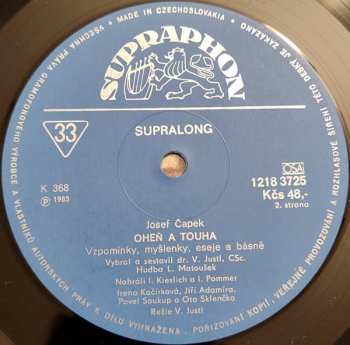 MADE IN CZECHOSLOVAKIA • VŠECHNA PRÁVA GRAMOFONOVÉHO VÝROBCE A VLASTNÍKŮ AUTORSKÝCH PRÁV K DÍLU VYHRAŽENA • POŘIZOVÁNÍ KOPIÍ, VEŘEJNÉ PROVOZOVÁNÍ A ROZHLASOVÉ ŠÍŘENÍ TÉTO DESKY JE ZAKÁZÁNO
SUPRAPHON
33
SUPRALONG
K 368
℗ 1983
OSA
1218 3725
Kčs 48,-
2. strana
Josef Čapek
OHEŇ A TOUHA
Vzpomínky, myšlenky, eseje a básně
Vybral a sestavil dr. V. Justl, CSc.
Hudba L. Matoušek
Nahráli I. Kieslich a I. Pommer
Irena Kačírková, Jiří Adamíra,
Pavel Soukup a Oto Sklenčka
Režie V. Justl